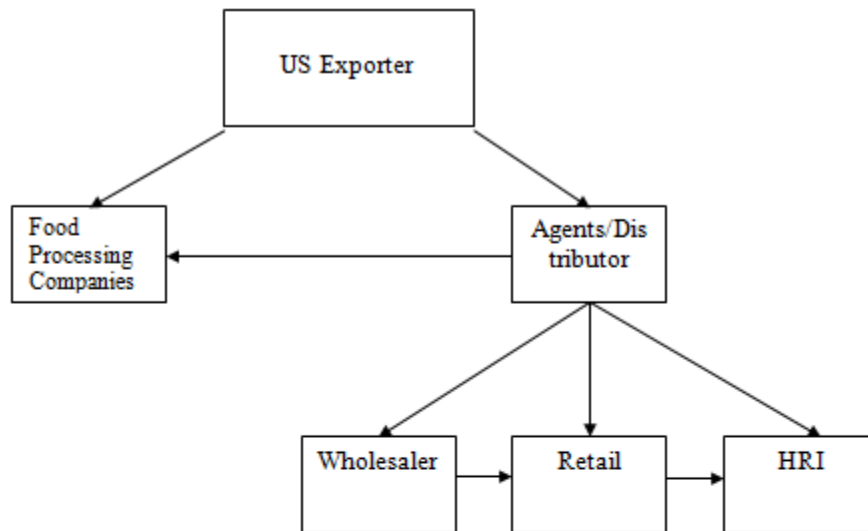 US Exporter
Food
Processing
Companies
Agents/Dis
tributor
Wholesaler
Retail
HRI